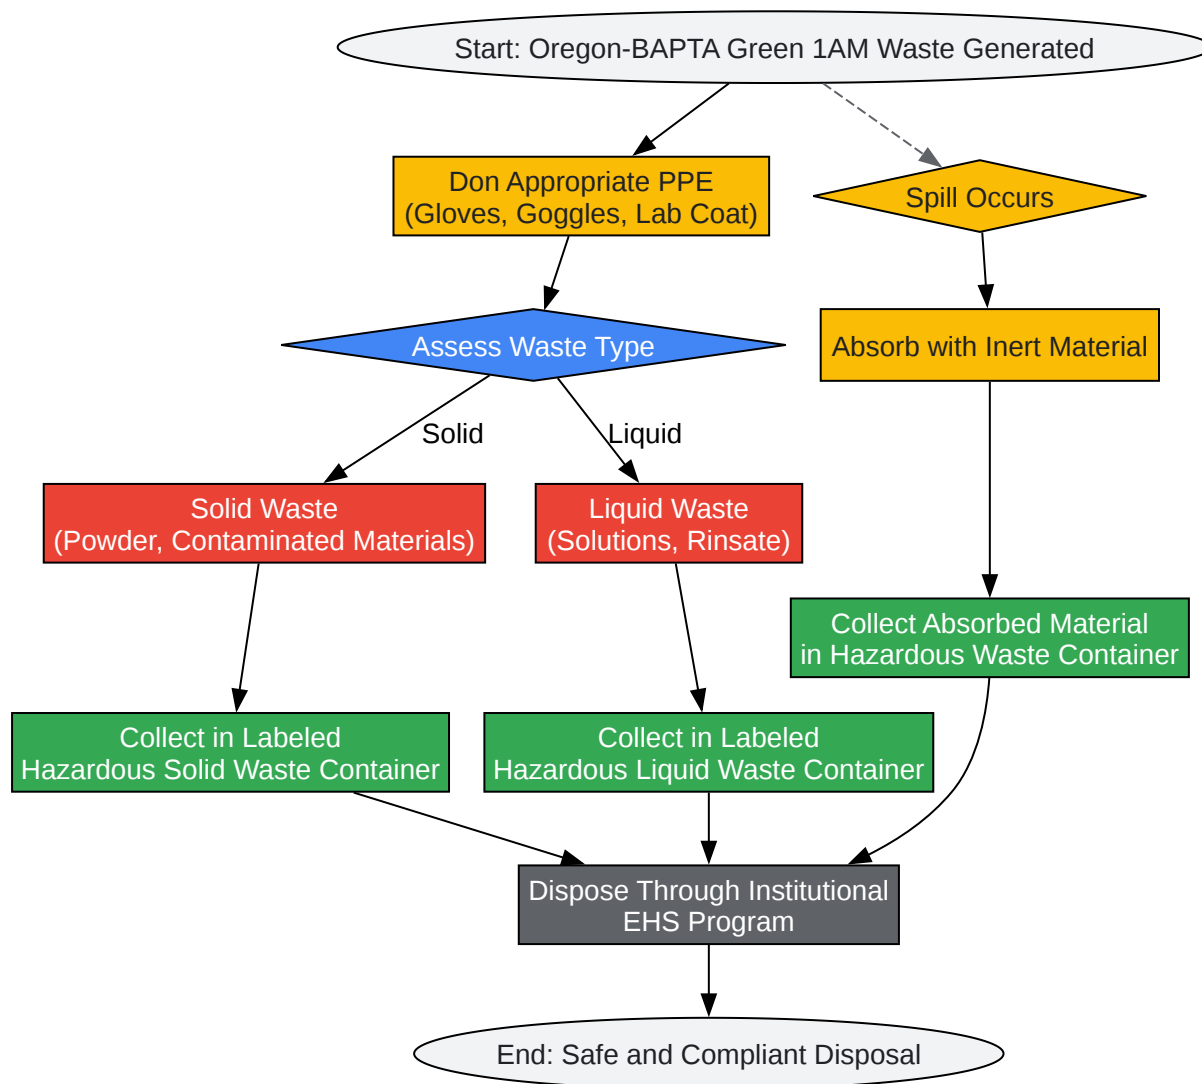 Start: Oregon-BAPTA Green 1AM Waste Generated
Don Appropriate PPE
(Gloves, Goggles, Lab Coat)
Spill Occurs
Assess Waste Type
Absorb with Inert Material
Solid
Liquid
Solid Waste
(Powder, Contaminated Materials)
Liquid Waste
(Solutions, Rinsate)
Collect Absorbed Material
in Hazardous Waste Container
Collect in Labeled
Hazardous Solid Waste Container
Collect in Labeled
Hazardous Liquid Waste Container
Dispose Through Institutional
EHS Program
End: Safe and Compliant Disposal